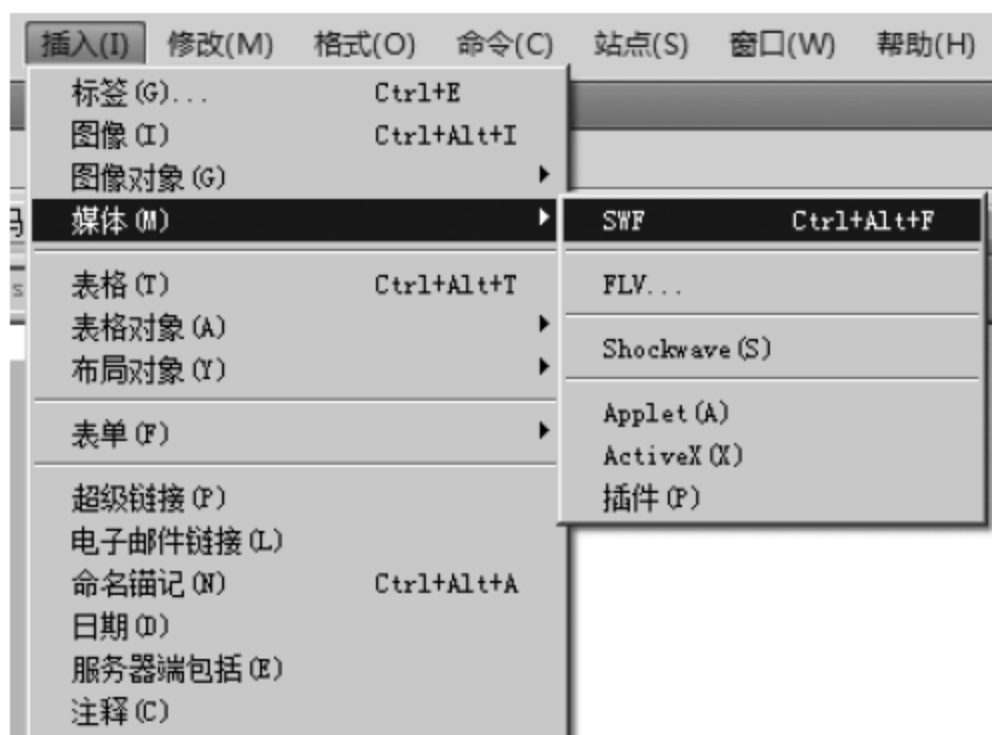 插入(I) 修改(M) 格式(O) 命令(C) 站点(S) 窗口(W) 帮助(H)
标签(G)... Ctrl+E
图像(I) Ctrl+Alt+I
图像对象(G)
媒体(M)
SWF Ctrl+Alt+F
FLV...
Shockwave(S)
Applet(A)
ActiveX(X)
插件(P)
表格(T) Ctrl+Alt+T
表格对象(A)
布局对象(Y)
表单(F)
超级链接(P)
电子邮件链接(L)
命名锚记(N) Ctrl+Alt+A
日期(D)
服务器端包括(E)
注释(C)